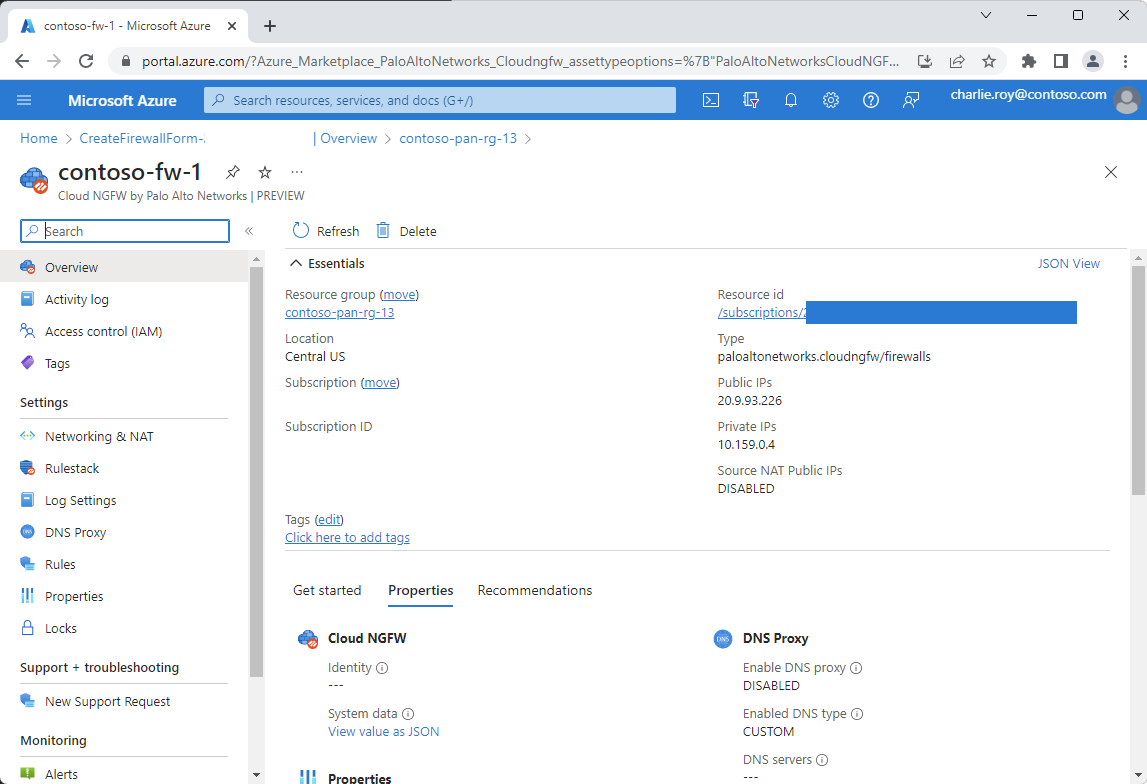 contoso-fw-1 - Microsoft Azure
portal.azure.com/?Azure_Marketplace_PaloAltoNetworks_Cloudngfw_assettypeoptions=%7B"PaloAltoNetworksCloudNGF...
Microsoft Azure
Search resources, services, and docs (G+/)
charlie.roy@contoso.com
Home > CreateFirewallForm-. | Overview > contoso-pan-rg-13 >
contoso-fw-1
Cloud NGFW by Palo Alto Networks | PREVIEW
Search
Overview
Activity log
Access control (IAM)
Tags
Settings
Networking & NAT
Rulestack
Log Settings
DNS Proxy
Rules
Properties
Locks
Support + troubleshooting
New Support Request
Monitoring
Alerts
Refresh
Delete
Essentials
JSON View
Resource group (move)
contoso-pan-rg-13
Location
Central US
Subscription (move)
Subscription ID
Resource id
/subscriptions/2
Type
paloaltonetworks.cloudngfw/firewalls
Public IPs
20.9.93.226
Private IPs
10.159.0.4
Source NAT Public IPs
DISABLED
Tags (edit)
Click here to add tags
Get started
Properties
Recommendations
Cloud NGFW
Identity
---
System data
View value as JSON
Properties
DNS Proxy
Enable DNS proxy
DISABLED
Enabled DNS type
CUSTOM
DNS servers
---